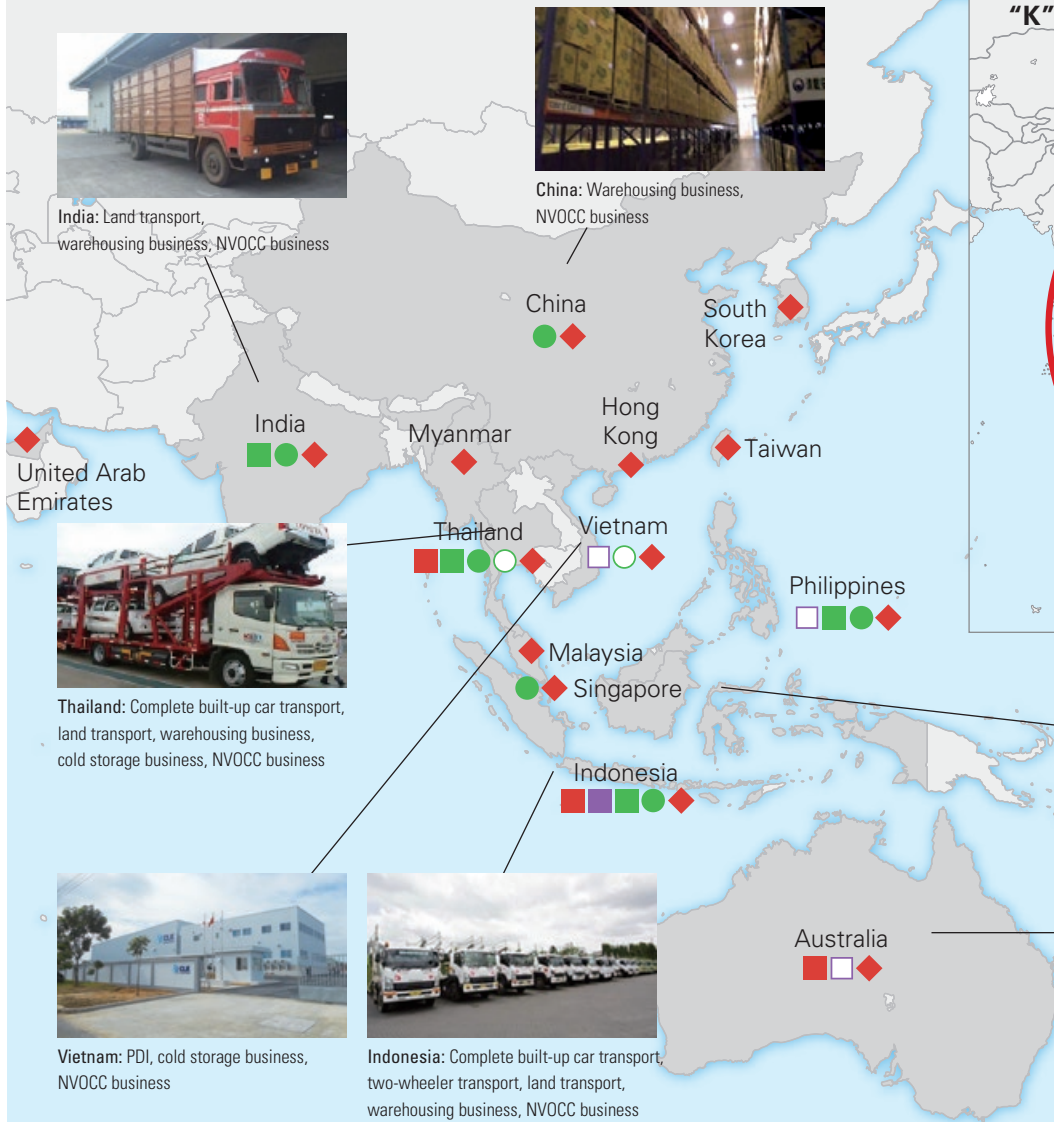 “K”
India: Land transport,
warehousing business, NVOCC business
China: Warehousing business,
NVOCC business
China
South
Korea
India
Myanmar
Hong
Kong
Taiwan
United Arab
Emirates
Thailand
Vietnam
Philippines
Malaysia
Singapore
Thailand: Complete built-up car transport,
land transport, warehousing business,
cold storage business, NVOCC business
Indonesia
Australia
Vietnam: PDI, cold storage business,
NVOCC business
Indonesia: Complete built-up car transport,
two-wheeler transport, land transport,
warehousing business, NVOCC business